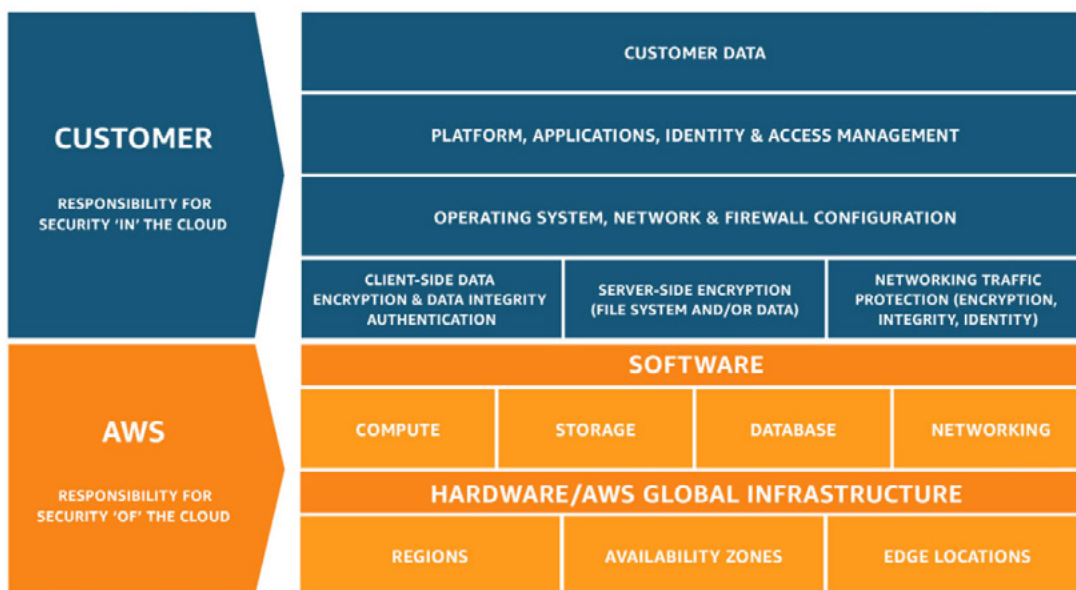 CUSTOMER
RESPONSIBILITY FOR
SECURITY ‘IN’ THE CLOUD
CUSTOMER DATA
PLATFORM, APPLICATIONS, IDENTITY & ACCESS MANAGEMENT
OPERATING SYSTEM, NETWORK & FIREWALL CONFIGURATION
CLIENT-SIDE DATA
ENCRYPTION & DATA INTEGRITY
AUTHENTICATION
SERVER-SIDE ENCRYPTION
(FILE SYSTEM AND/OR DATA)
NETWORKING TRAFFIC
PROTECTION (ENCRYPTION,
INTEGRITY, IDENTITY)
AWS
RESPONSIBILITY FOR
SECURITY ‘OF’ THE CLOUD
SOFTWARE
COMPUTE
STORAGE
DATABASE
NETWORKING
HARDWARE/AWS GLOBAL INFRASTRUCTURE
REGIONS
AVAILABILITY ZONES
EDGE LOCATIONS